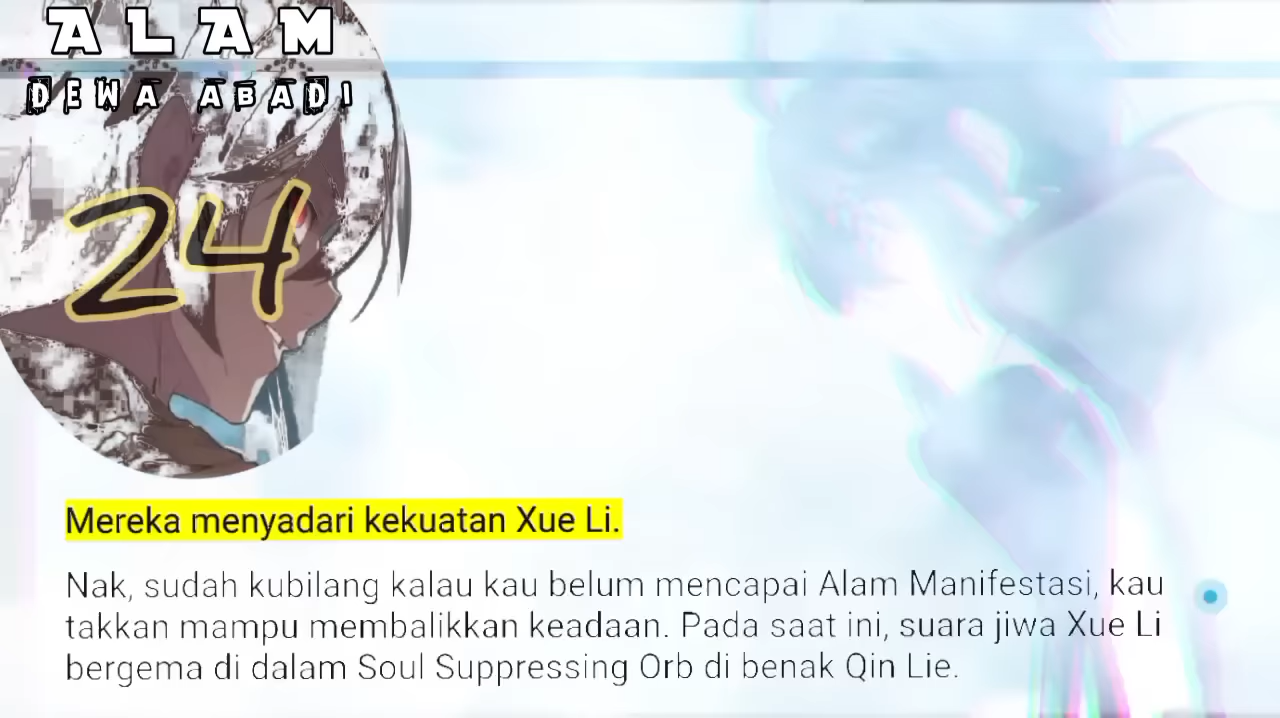 ALAM
DEWA ABADI
24
Mereka menyadari kekuatan Xue Li.
Nak, sudah kubilang kalau kau belum mencapai Alam Manifestasi, kau
takkan mampu membalikkan keadaan. Pada saat ini, suara jiwa Xue Li
bergema di dalam Soul Suppressing Orb di benak Qin Lie.